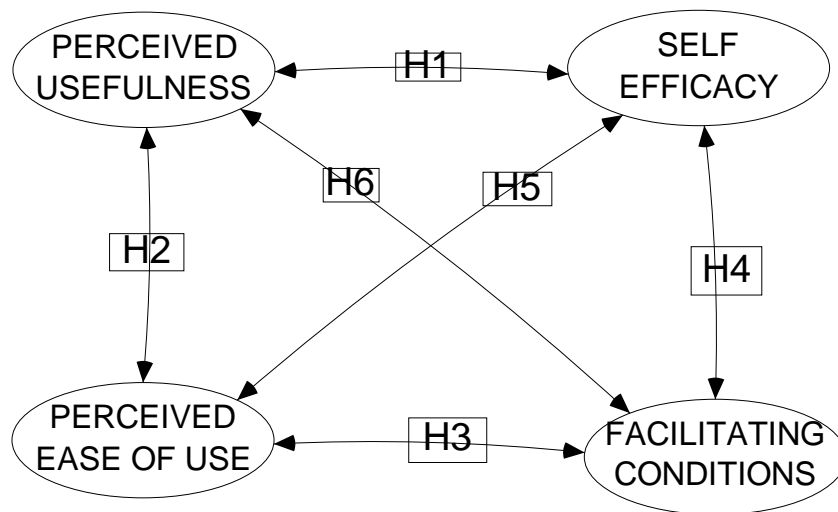 PERCEIVED
USEFULNESS
H1
SELF
EFFICACY
H6
H5
H2
H4
PERCEIVED
EASE OF USE
H3
FACILITATING
CONDITIONS